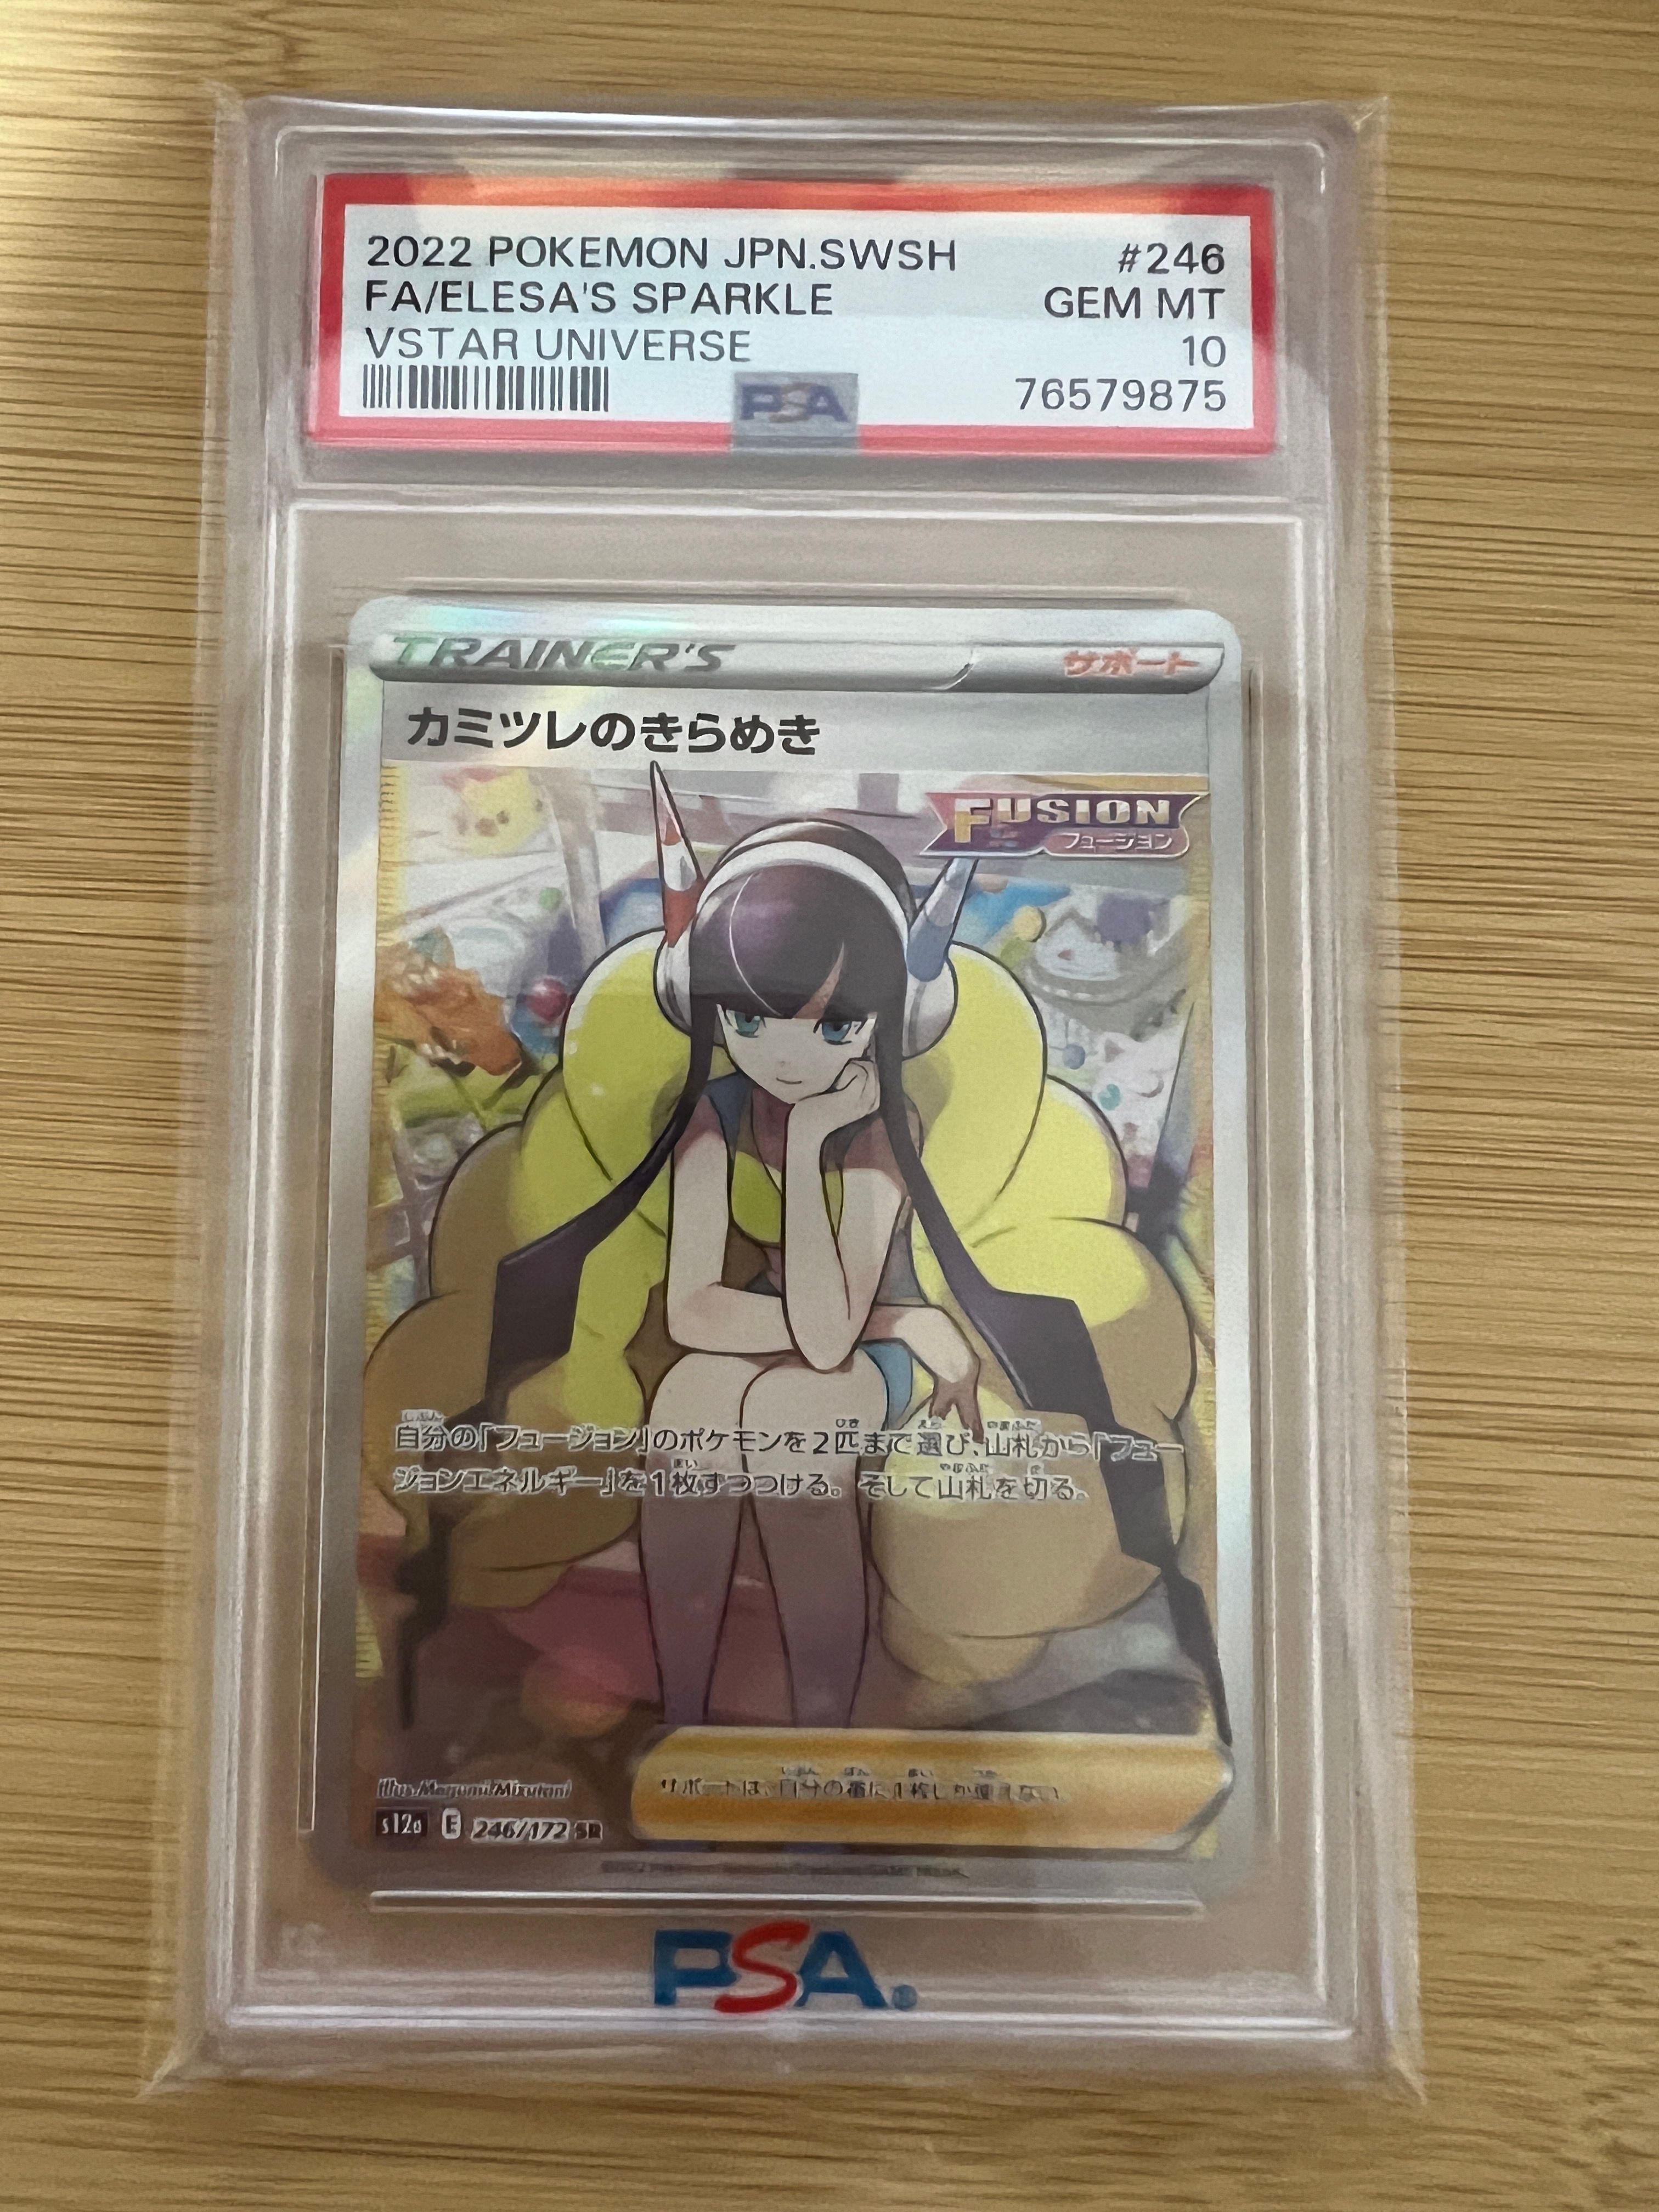 2022 POKEMON JPN.SWSH #246
FA/ELESA'S SPARKLE GEM MT
VSTAR UNIVERSE 10
PSA 76579875
TRAINER'S サポート
カミツレのきらめき
FUSION
フュージョン
自分の「フュージョン」のポケモンを2匹まで選び、山札から「フュー
ジョンエネルギー」を1枚ずつつける。そして山札を切る。
サポートは、自分の番に1枚しか使えない。
Illus. Megumi Mizutani
s12a E 246/172 SR
PSA